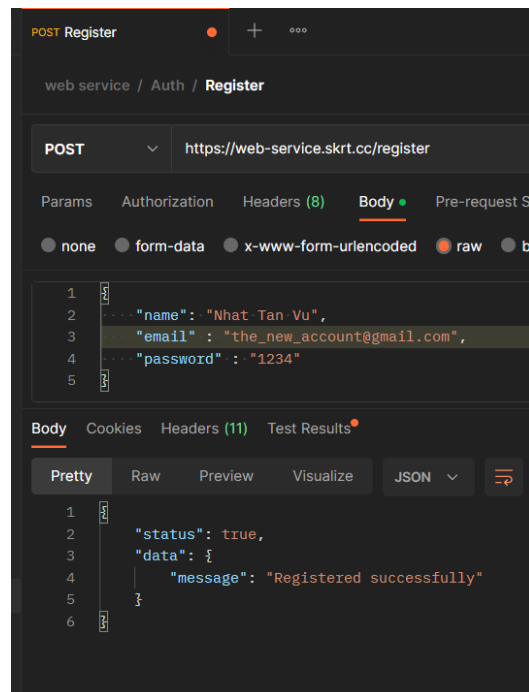 POST Register
web service / Auth / Register
POST https://web-service.skrt.cc/register
Params Authorization Headers (8) Body Pre-request S
none form-data x-www-form-urlencoded raw b
1 {
2 "name": "Nhat Tan Vu",
3 "email" : "the_new_account@gmail.com",
4 "password" : "1234"
5 }
Body Cookies Headers (11) Test Results
Pretty Raw Preview Visualize JSON
1 {
2 "status": true,
3 "data": {
4 "message": "Registered successfully"
5 }
6 }